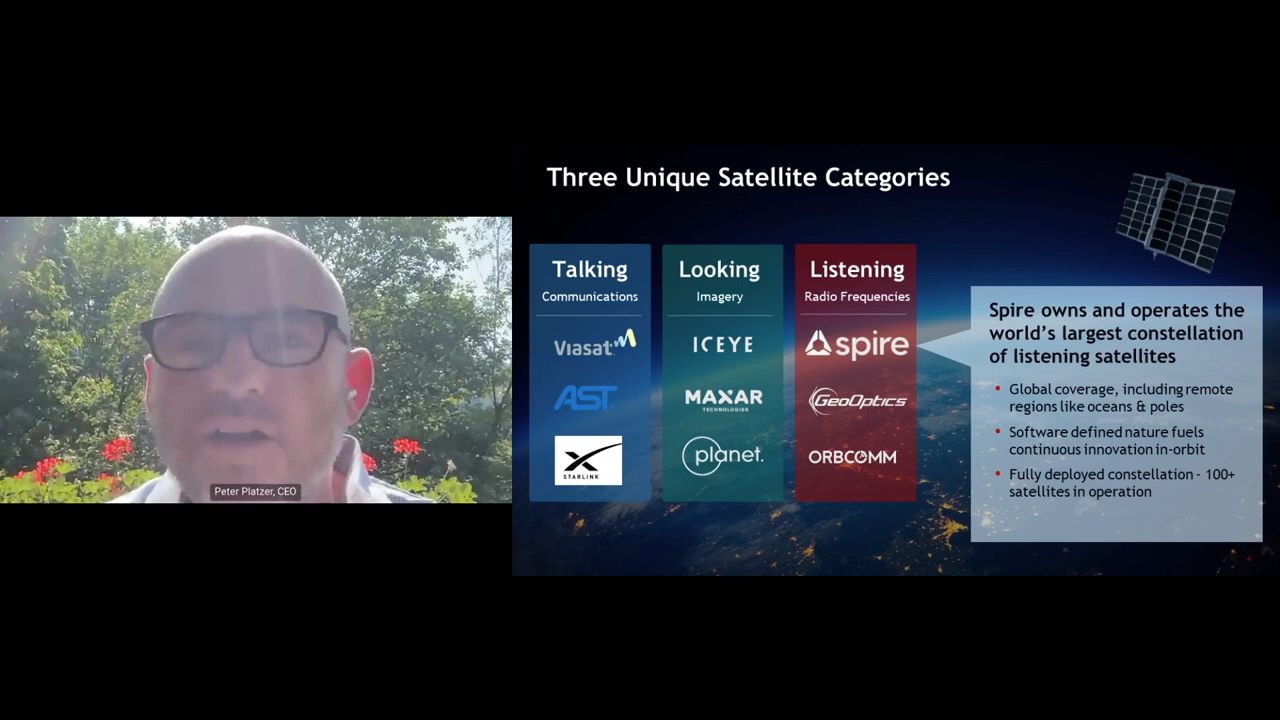 Three Unique Satellite Categories
Talking
Communications
Viasat
AST
STARLINK
Looking
Imagery
ICEYE
MAXAR
TECHNOLOGIES
planet.
Listening
Radio Frequencies
spire
GeoOptics
ORBCOMM
Spire owns and operates the
world's largest constellation
of listening satellites
• Global coverage, including remote
regions like oceans & poles
• Software defined nature fuels
continuous innovation in-orbit
• Fully deployed constellation - 100+
satellites in operation
Peter Platzer, CEO